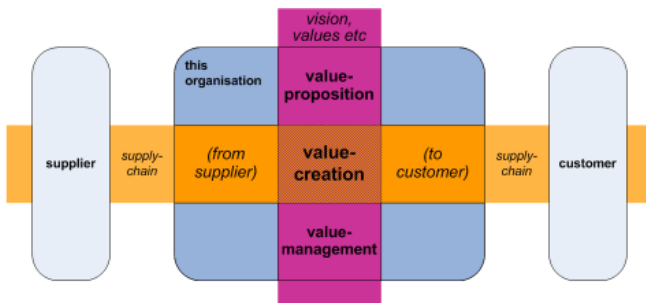 vision,
values etc
this
organisation
value-
proposition
supplier
supply-
chain
(from
supplier)
value-
creation
(to
customer)
supply-
chain
customer
value-
management